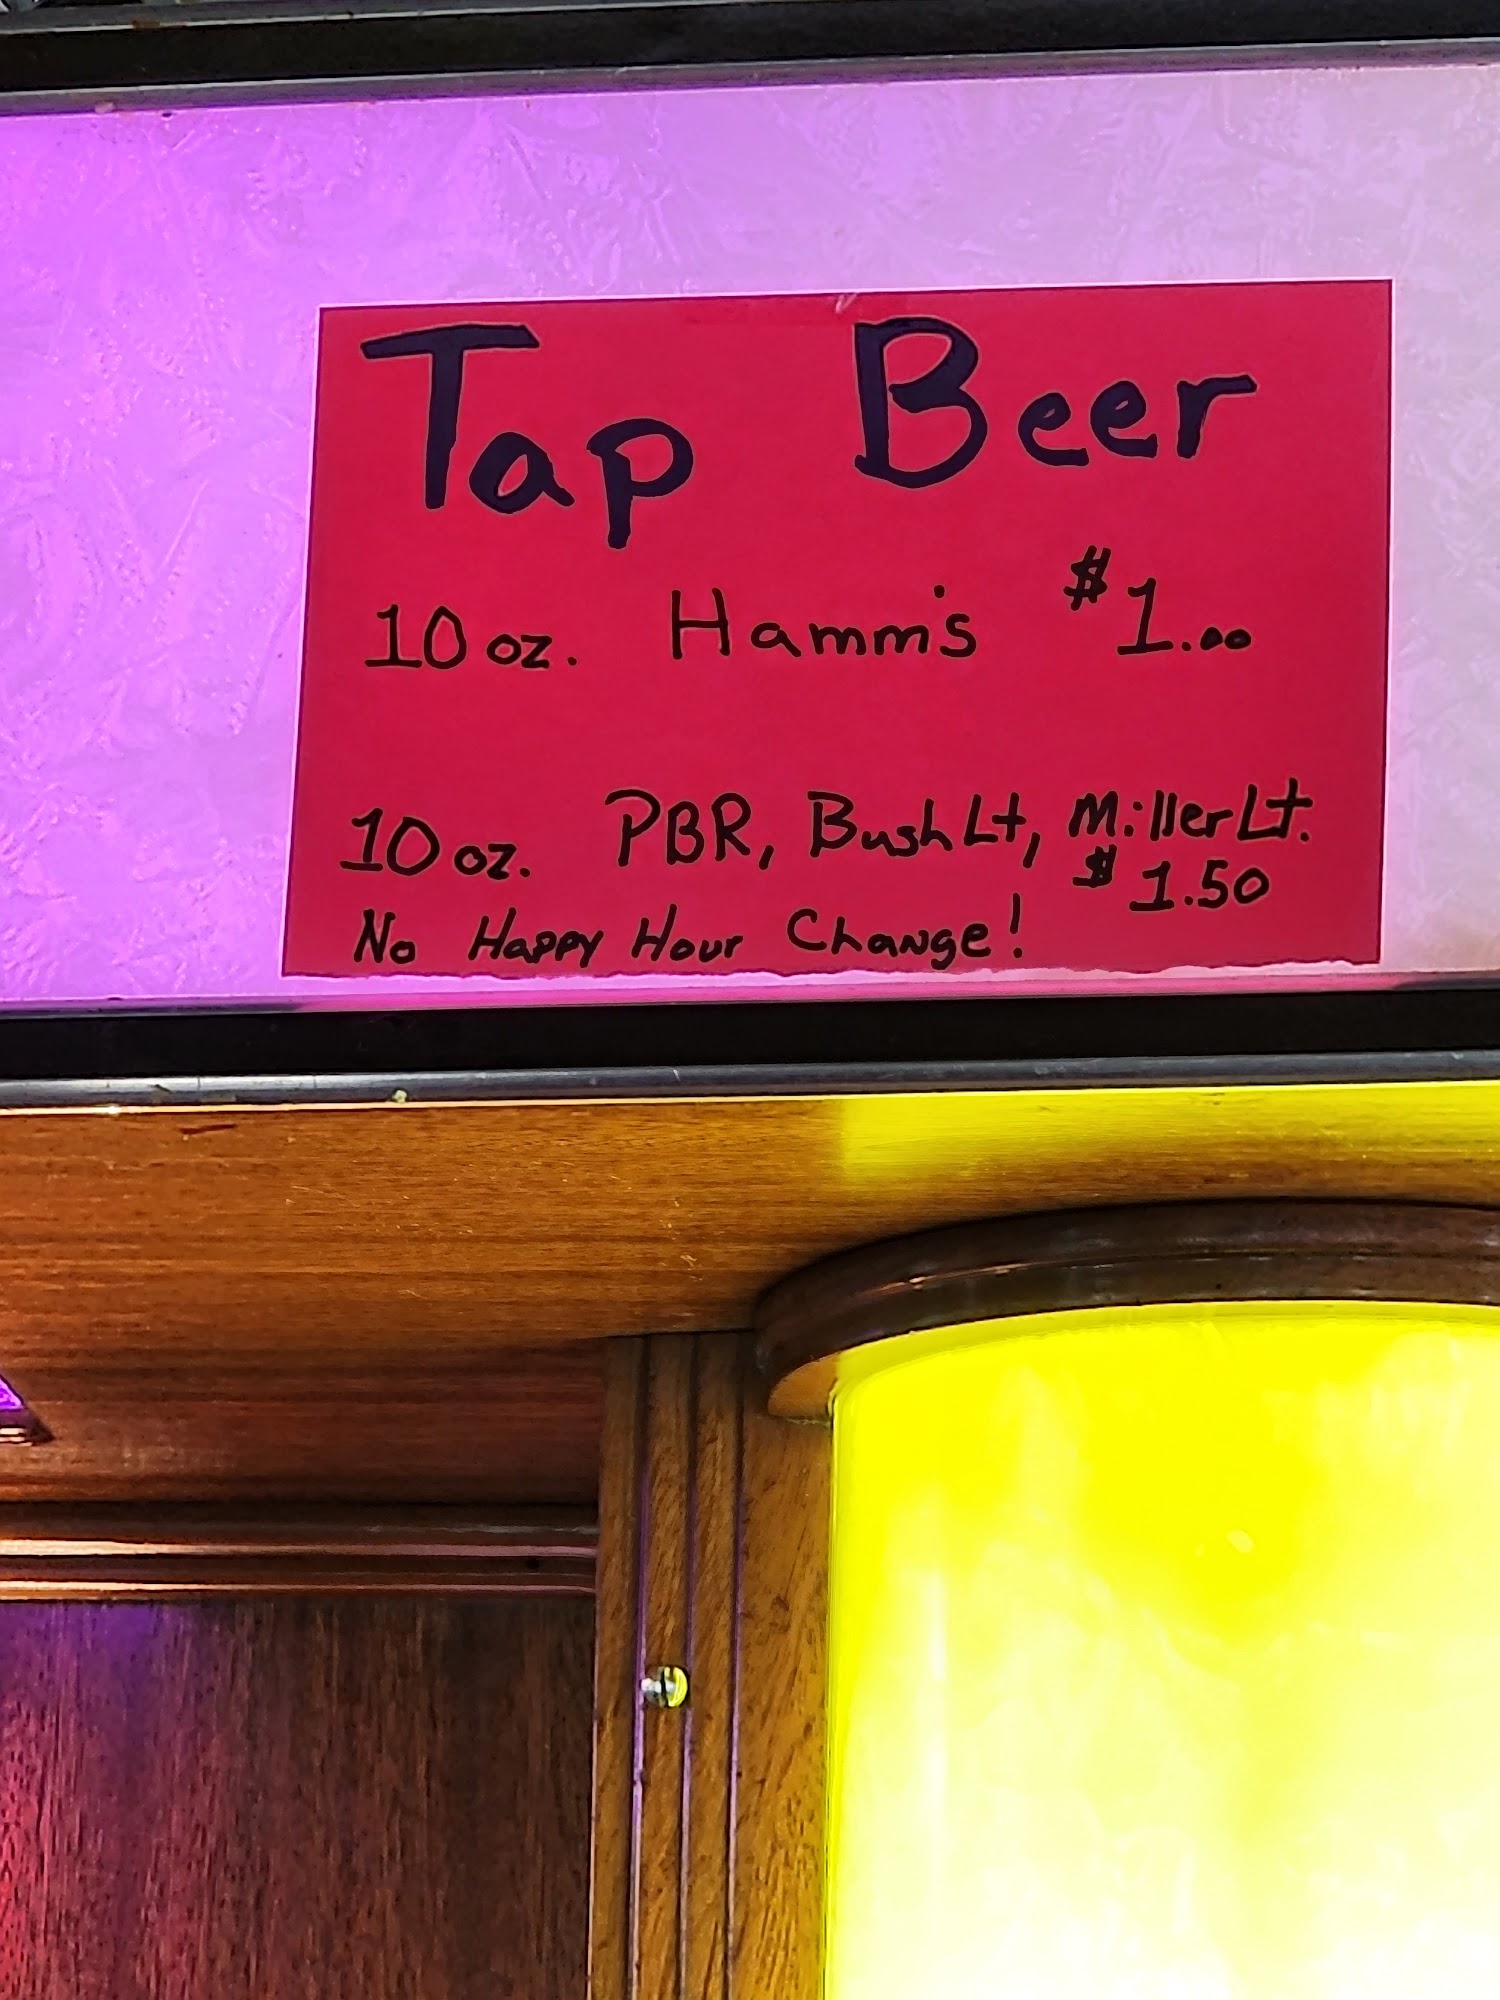 Tap Beer
10 oz. Hamm's $1.00
10 oz. PBR, Bush Lt, Miller Lt.
$1.50
No Happy Hour Change!